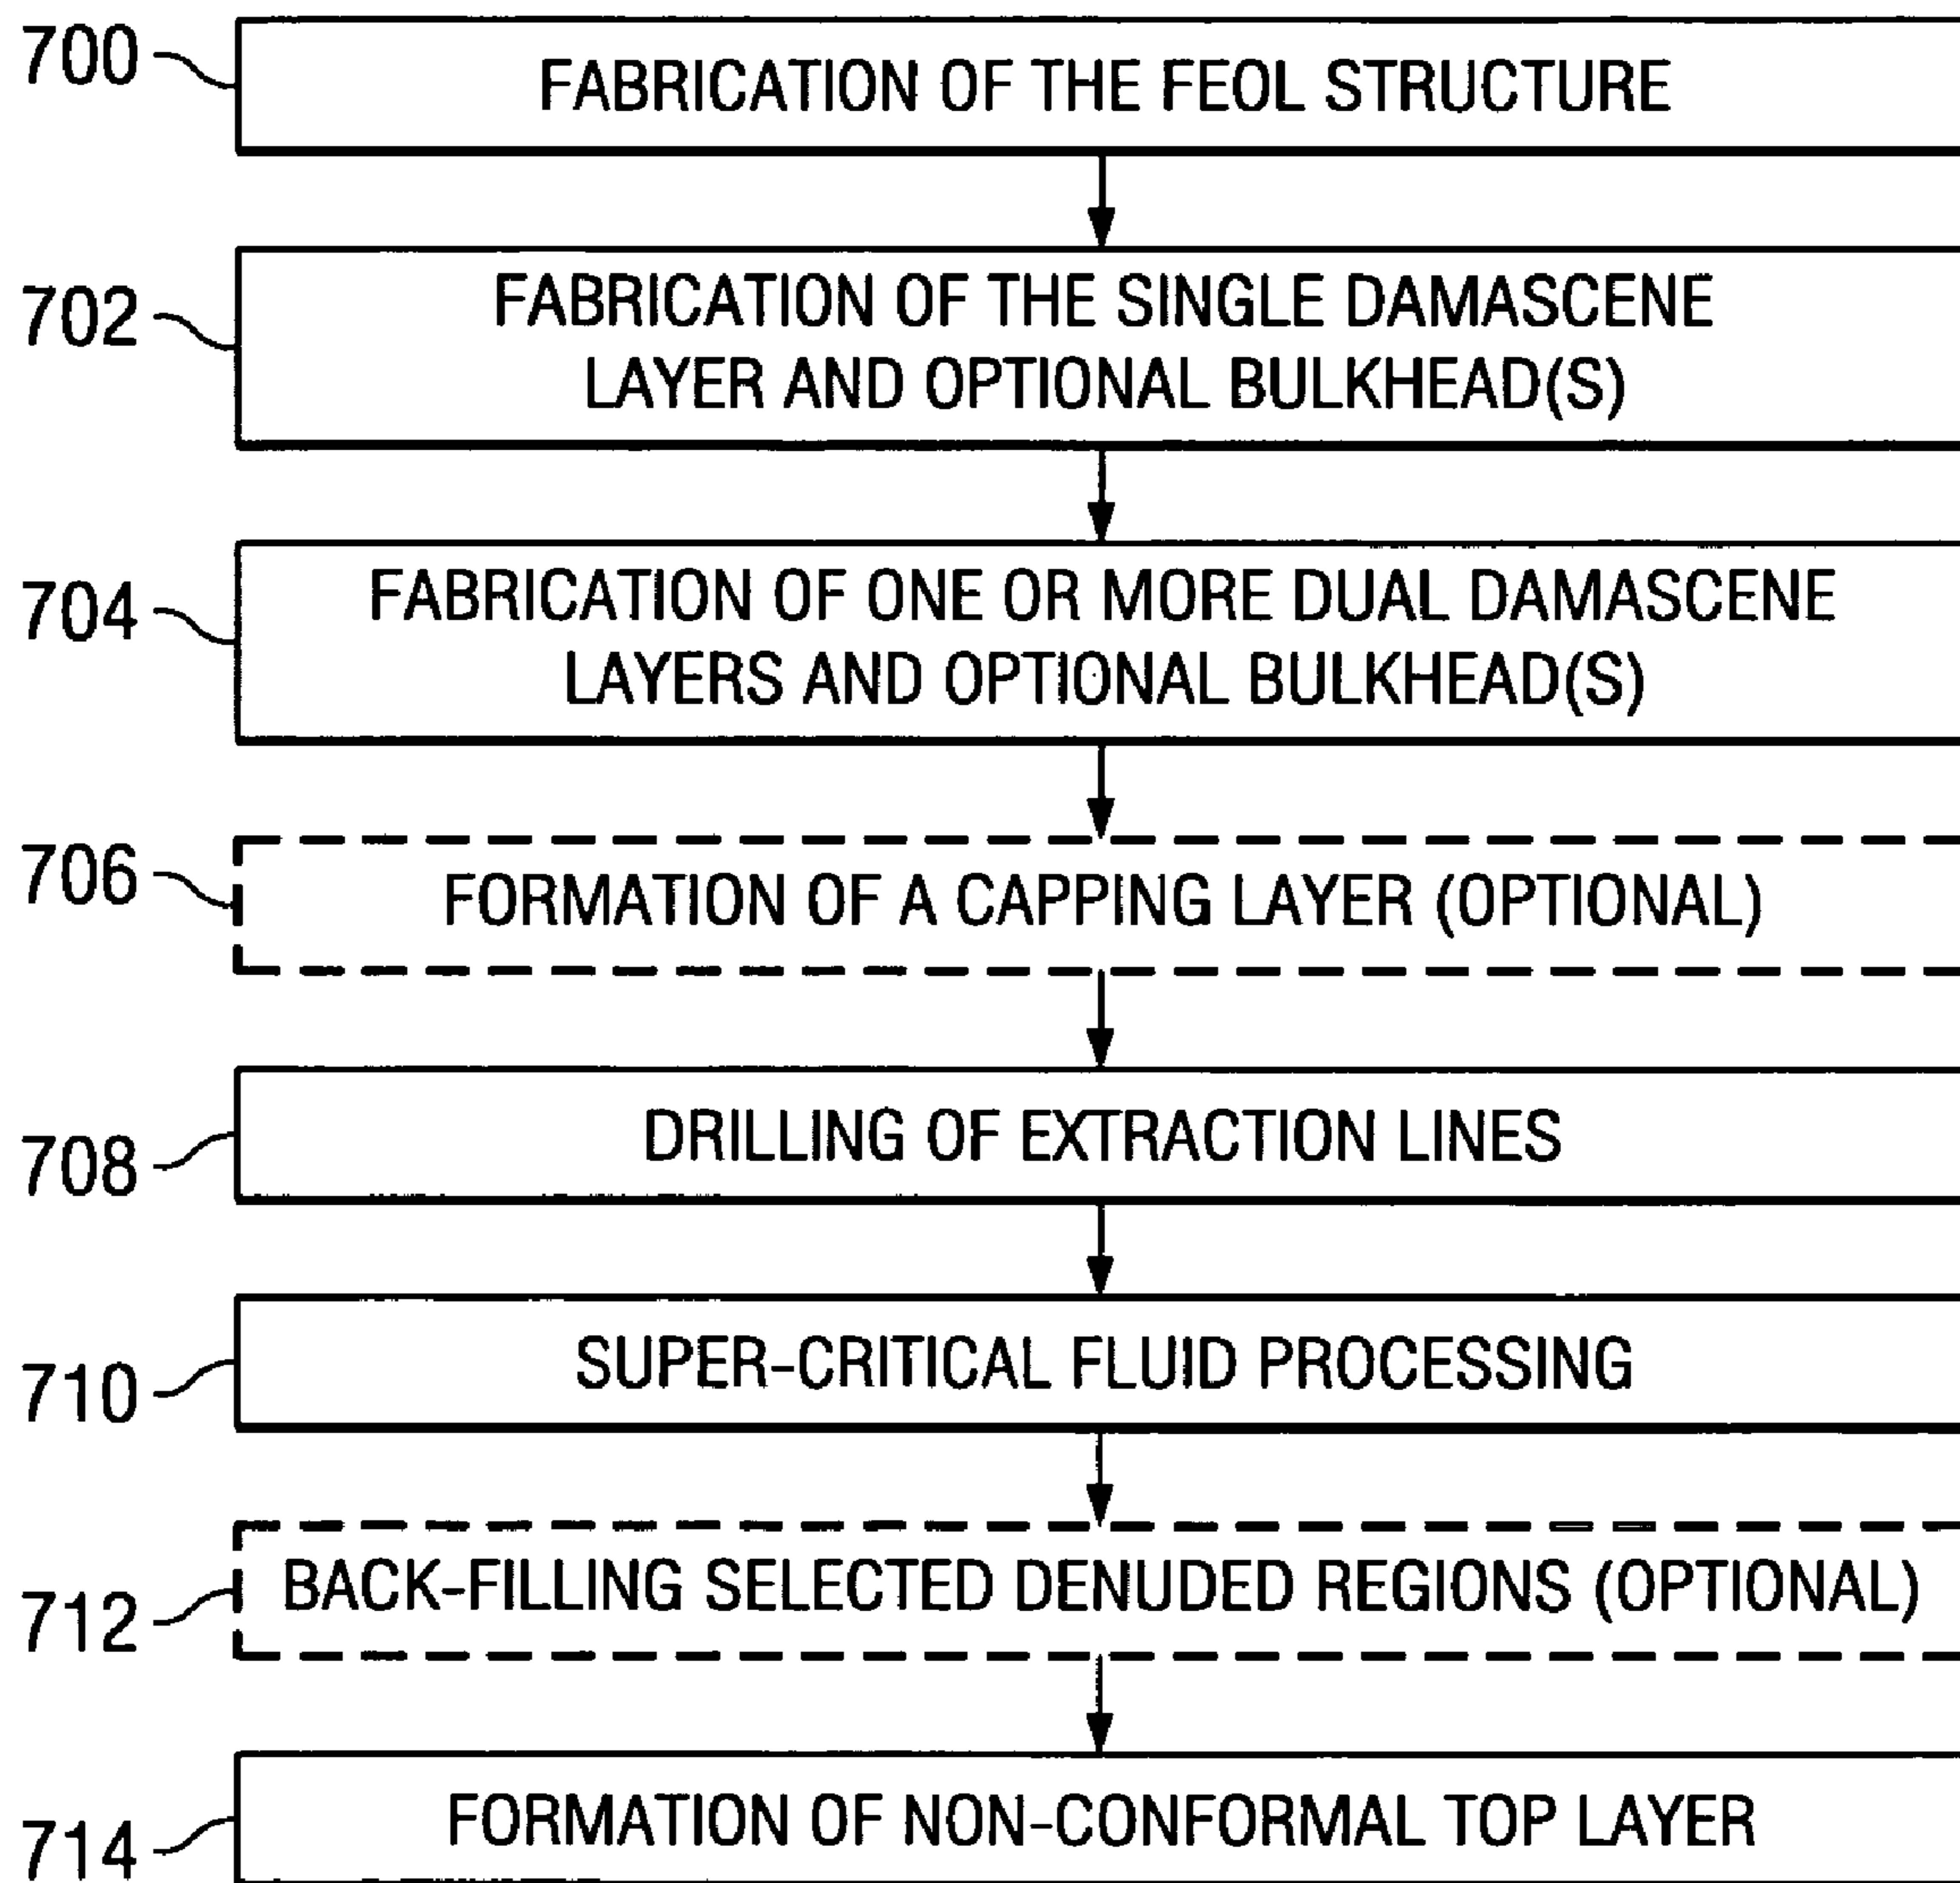 700
FABRICATION OF THE FEOL STRUCTURE
702
FABRICATION OF THE SINGLE DAMASCENE
LAYER AND OPTIONAL BULKHEAD(S)
704
FABRICATION OF ONE OR MORE DUAL DAMASCENE
LAYERS AND OPTIONAL BULKHEAD(S)
706
FORMATION OF A CAPPING LAYER (OPTIONAL)
708
DRILLING OF EXTRACTION LINES
710
SUPER-CRITICAL FLUID PROCESSING
712
BACK-FILLING SELECTED DENUDED REGIONS (OPTIONAL)
714
FORMATION OF NON-CONFORMAL TOP LAYER